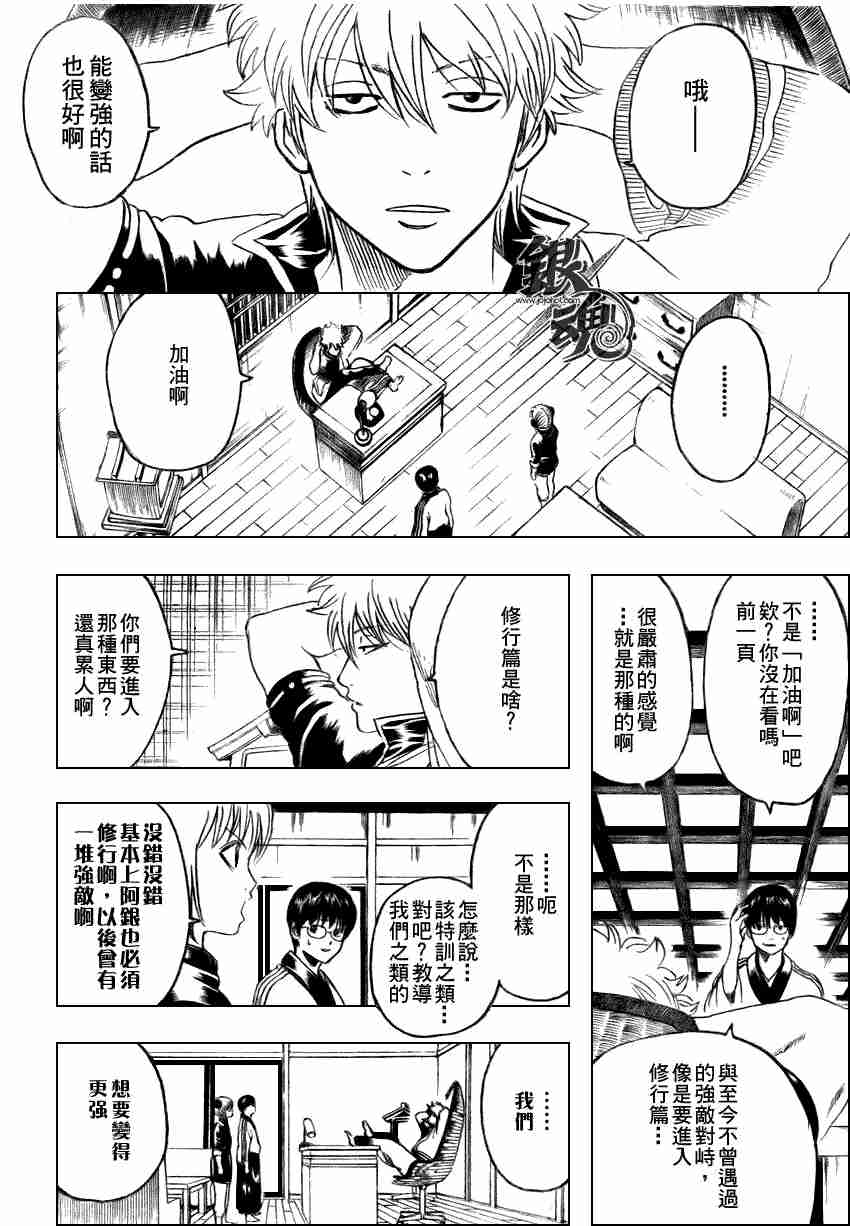 哦——
能變強的話
也很好啊
銀魂
www.jojohot.com
………
加油啊
……
不是「加油啊」吧
欸？你沒在看嗎
前一頁
很嚴肅的感覺
…就是那種的啊
與至今不曾遇過
的強敵對峙，
像是要進入
修行篇…
修行篇是啥？
你們要進入
那種東西？
還真累人啊
……呃
不是那樣
怎麼說…
該特訓之類…
對吧？教導
我們之類的
沒錯沒錯
基本上阿銀也必須
修行啊，以後會有
一堆強敵啊
……
我們
想要變得
更强